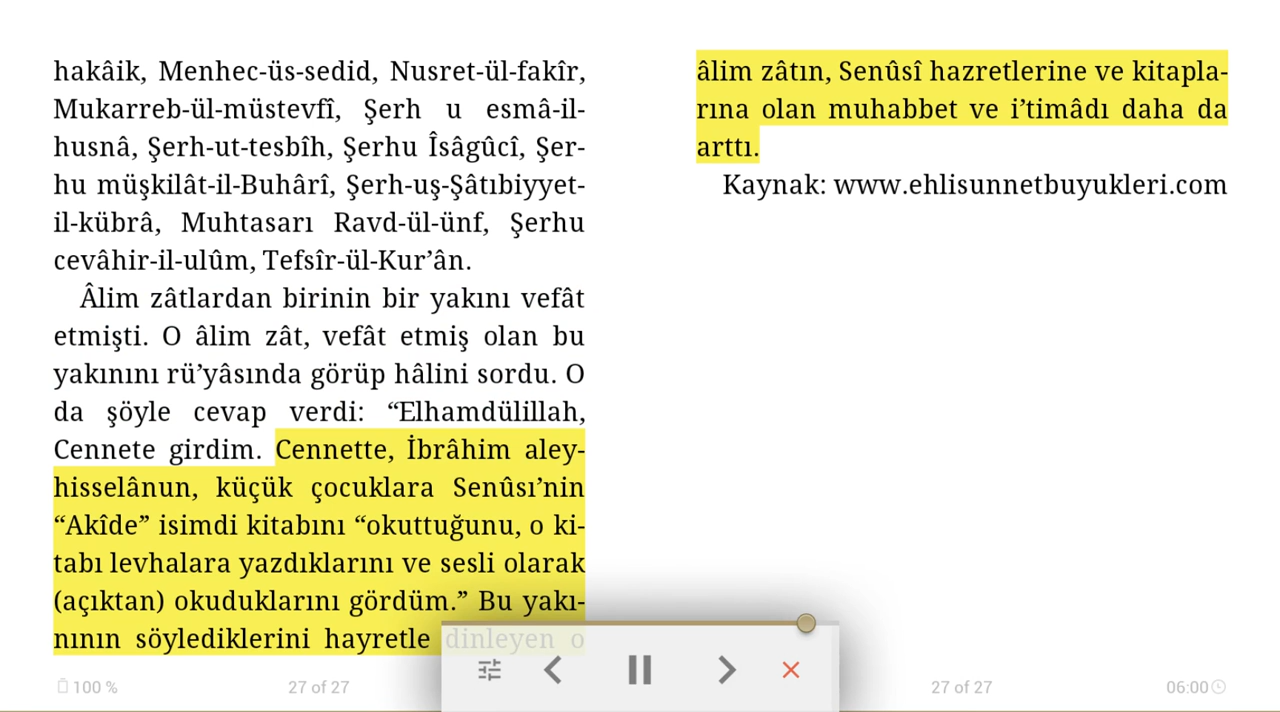 hakâik, Menhec-üs-sedid, Nusret-ül-fakîr,
Mukarreb-ül-müstevfî, Şerh u esmâ-il-
husnâ, Şerh-ut-tesbîh, Şerhu Îsâgûcî, Şer-
hu müşkilât-il-Buhârî, Şerh-uş-Şâtıbiyyet-
il-kübrâ, Muhtasarı Ravd-ül-ünf, Şerhu
cevâhir-il-ulûm, Tefsîr-ül-Kur’ân.
Âlim zâtlardan birinin bir yakını vefât
etmişti. O âlim zât, vefât etmiş olan bu
yakınını rü’yâsında görüp hâlini sordu. O
da şöyle cevap verdi: “Elhamdülillah,
Cennete girdim. Cennette, İbrâhim aley-
hisselânun, küçük çocuklara Senûsı’nin
“Akîde” isimdi kitabını “okuttuğunu, o ki-
tabı levhalara yazdıklarını ve sesli olarak
(açıktan) okuduklarını gördüm.” Bu yakı-
nının söylediklerini hayretle dinleyen o
âlim zâtın, Senûsî hazretlerine ve kitapla-
rına olan muhabbet ve i’timâdı daha da
arttı.
Kaynak: www.ehlisunnetbuyukleri.com
100 %
27 of 27
27 of 27
06:00